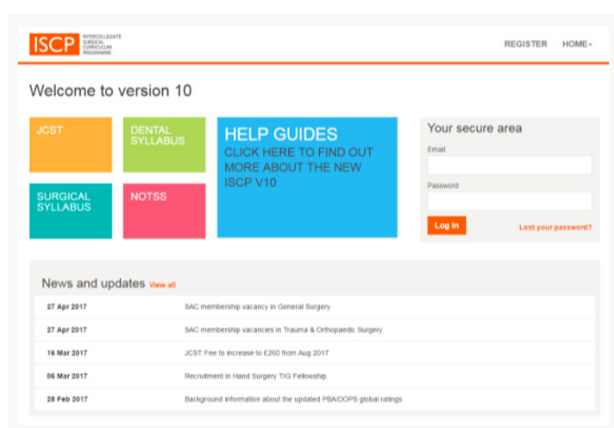 ISCP
INTERCOLLEGIATE
SURGICAL
CURRICULUM
PROGRAMME
REGISTER HOME
Welcome to version 10
JCST
DENTAL
SYLLABUS
SURGICAL
SYLLABUS
NOTSS
HELP GUIDES
CLICK HERE TO FIND OUT
MORE ABOUT THE NEW
ISCP V10
Your secure area
Email
Password
Log in Lost your password?
News and updates View all
27 Apr 2017 SAC membership vacancy in General Surgery
27 Apr 2017 SAC membership vacancies in Trauma & Orthopaedic Surgery
16 Mar 2017 JCST Fee to increase to £260 from Aug 2017
06 Mar 2017 Recruitment in Hand Surgery TIG Fellowship
28 Feb 2017 Background information about the updated PBA/DOPS global ratings